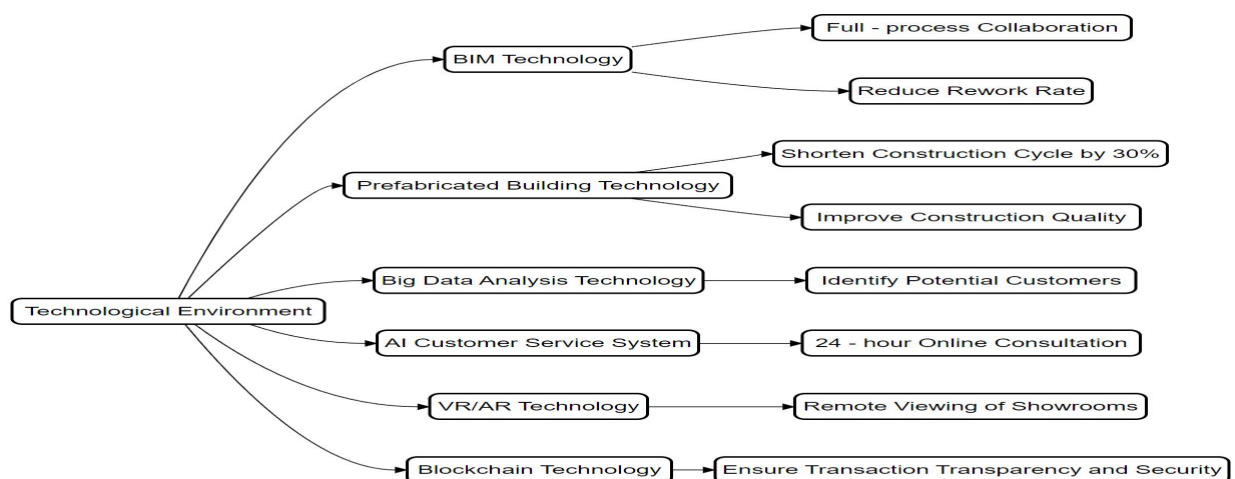 Technological Environment
BIM Technology
Full - process Collaboration
Reduce Rework Rate
Prefabricated Building Technology
Shorten Construction Cycle by 30%
Improve Construction Quality
Big Data Analysis Technology
Identify Potential Customers
AI Customer Service System
24 - hour Online Consultation
VR/AR Technology
Remote Viewing of Showrooms
Blockchain Technology
Ensure Transaction Transparency and Security